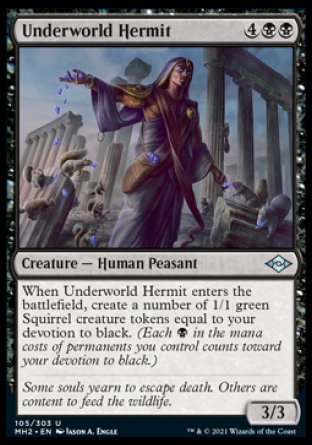 Underworld Hermit 4
Creature — Human Peasant
When Underworld Hermit enters the
battlefield, create a number of 1/1 green
Squirrel creature tokens equal to your
devotion to black. (Each in the mana
costs of permanents you control counts toward
your devotion to black.)
Some souls yearn to escape death. Others are
content to feed the wildlife.
3/3
105/303 U
MH2 • EN Jason A. Engle
™ & © 2021 Wizards of the Coast